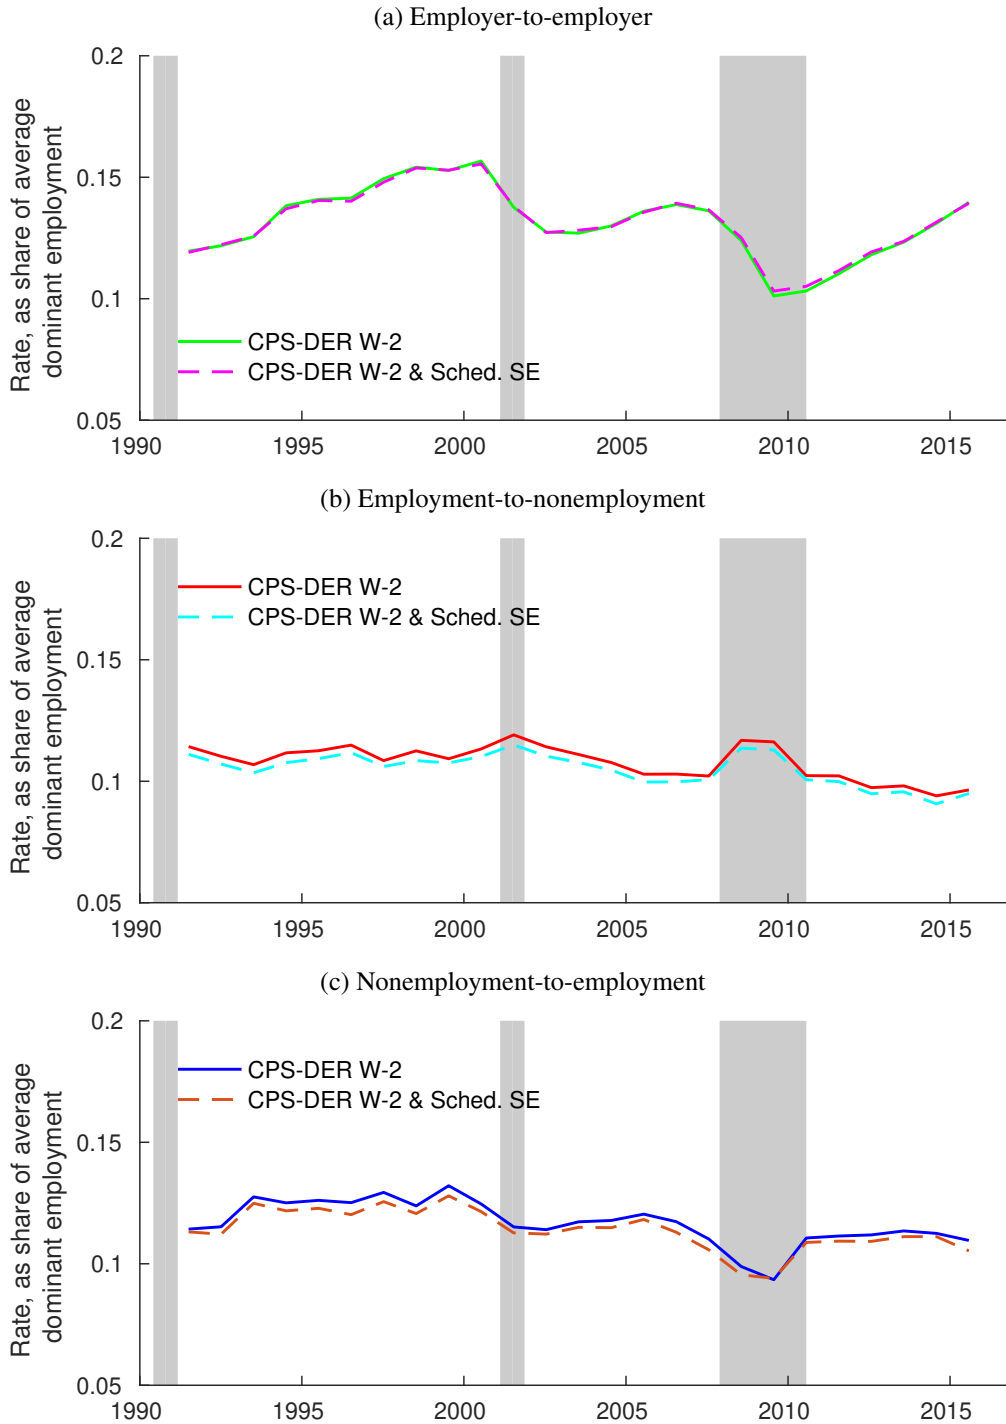 (a) Employer-to-employer
Rate, as share of average
dominant employment
0.2
0.15
0.1
0.05
CPS-DER W-2
CPS-DER W-2 & Sched. SE
1990 1995 2000 2005 2010 2015
(b) Employment-to-nonemployment
Rate, as share of average
dominant employment
0.2
0.15
0.1
0.05
CPS-DER W-2
CPS-DER W-2 & Sched. SE
1990 1995 2000 2005 2010 2015
(c) Nonemployment-to-employment
Rate, as share of average
dominant employment
0.2
0.15
0.1
0.05
CPS-DER W-2
CPS-DER W-2 & Sched. SE
1990 1995 2000 2005 2010 2015